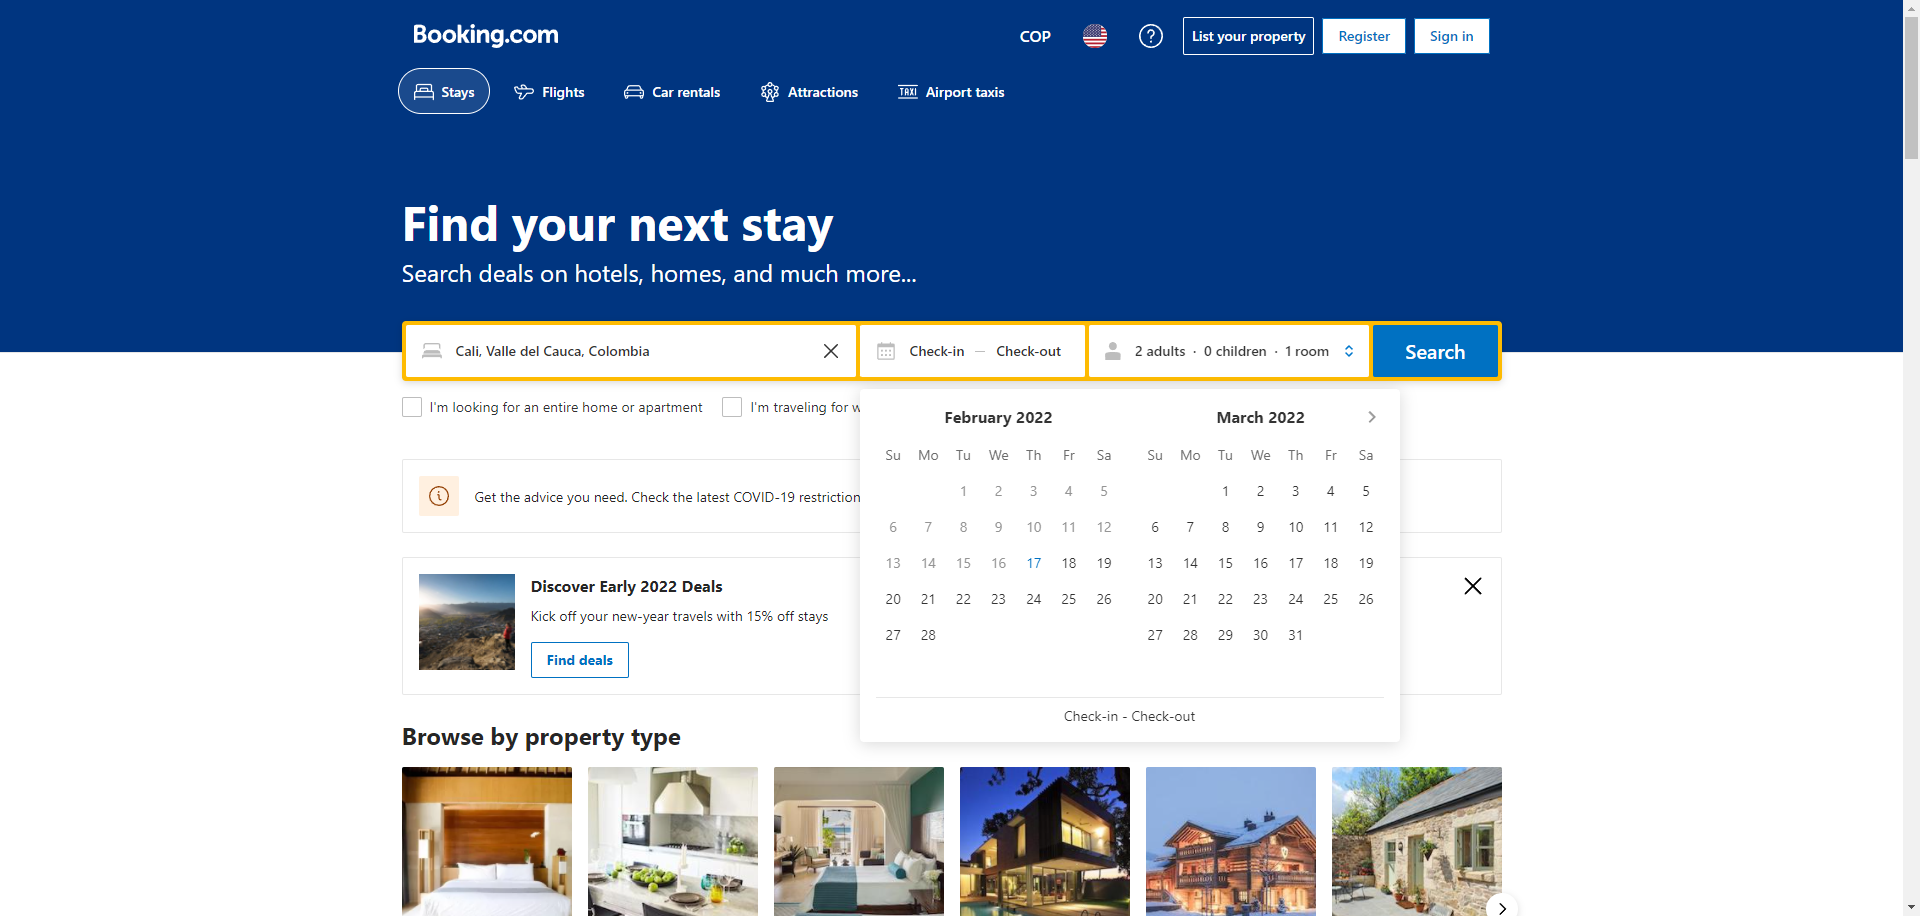 Booking.com
COP
List your property
Register
Sign in
Stays
Flights
Car rentals
Attractions
TAXI
Airport taxis
Find your next stay
Search deals on hotels, homes, and much more...
Cali, Valle del Cauca, Colombia
Check-in — Check-out
2 adults · 0 children · 1 room
Search
I'm looking for an entire home or apartment
I'm traveling for w
February 2022
Su Mo Tu We Th Fr Sa
1 2 3 4 5
6 7 8 9 10 11 12
13 14 15 16 17 18 19
20 21 22 23 24 25 26
27 28
March 2022
Su Mo Tu We Th Fr Sa
1 2 3 4 5
6 7 8 9 10 11 12
13 14 15 16 17 18 19
20 21 22 23 24 25 26
27 28 29 30 31
Check-in - Check-out
Get the advice you need. Check the latest COVID-19 restriction
Discover Early 2022 Deals
Kick off your new-year travels with 15% off stays
Find deals
Browse by property type